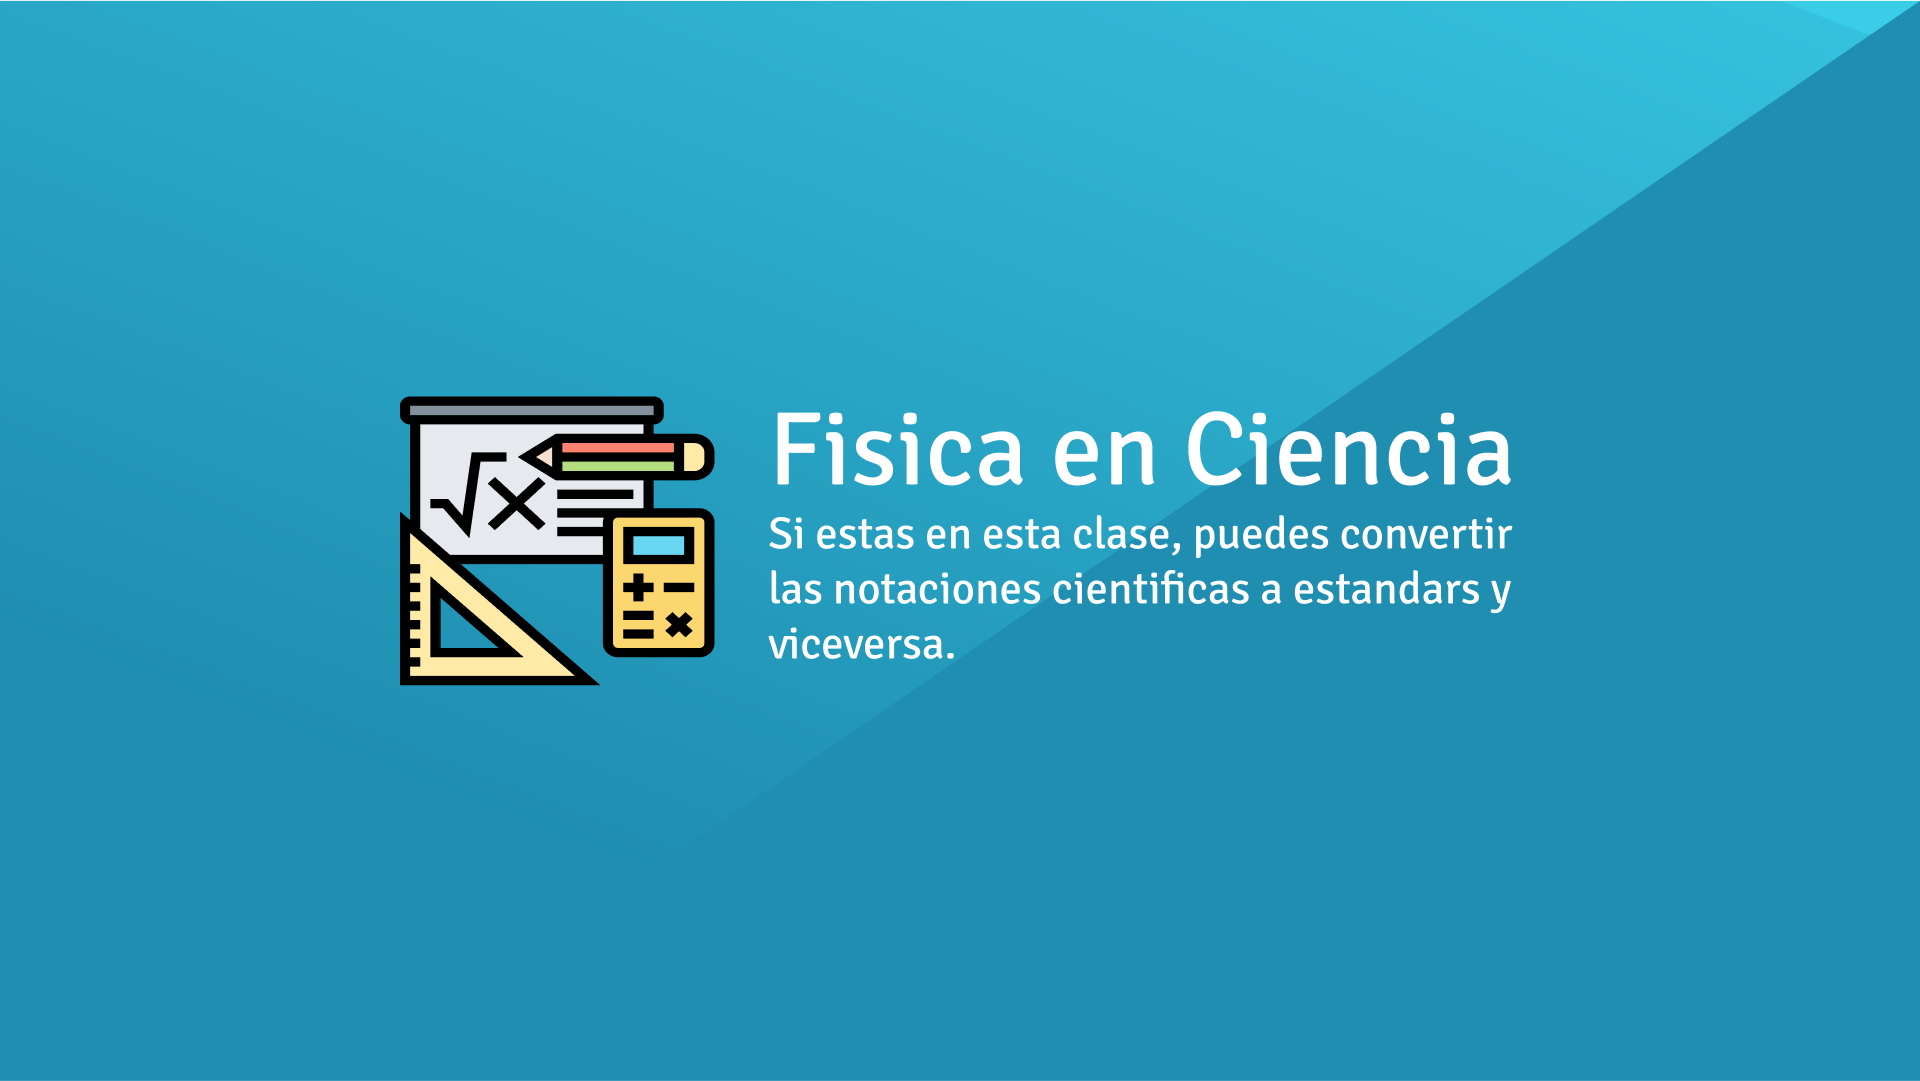 Fisica en Ciencia
Si estas en esta clase, puedes convertir
las notaciones cientificas a estandars y
viceversa.